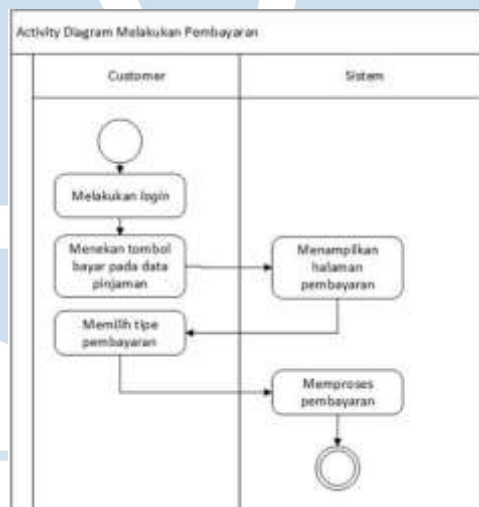 Activity Diagram Melakukan Pembayaran
Customer
Sistem
Melakukan login
Menekan tombol
bayar pada data
pinjaman
Menampilkan
halaman
pembayaran
Memilih tipe
pembayaran
Memproses
pembayaran